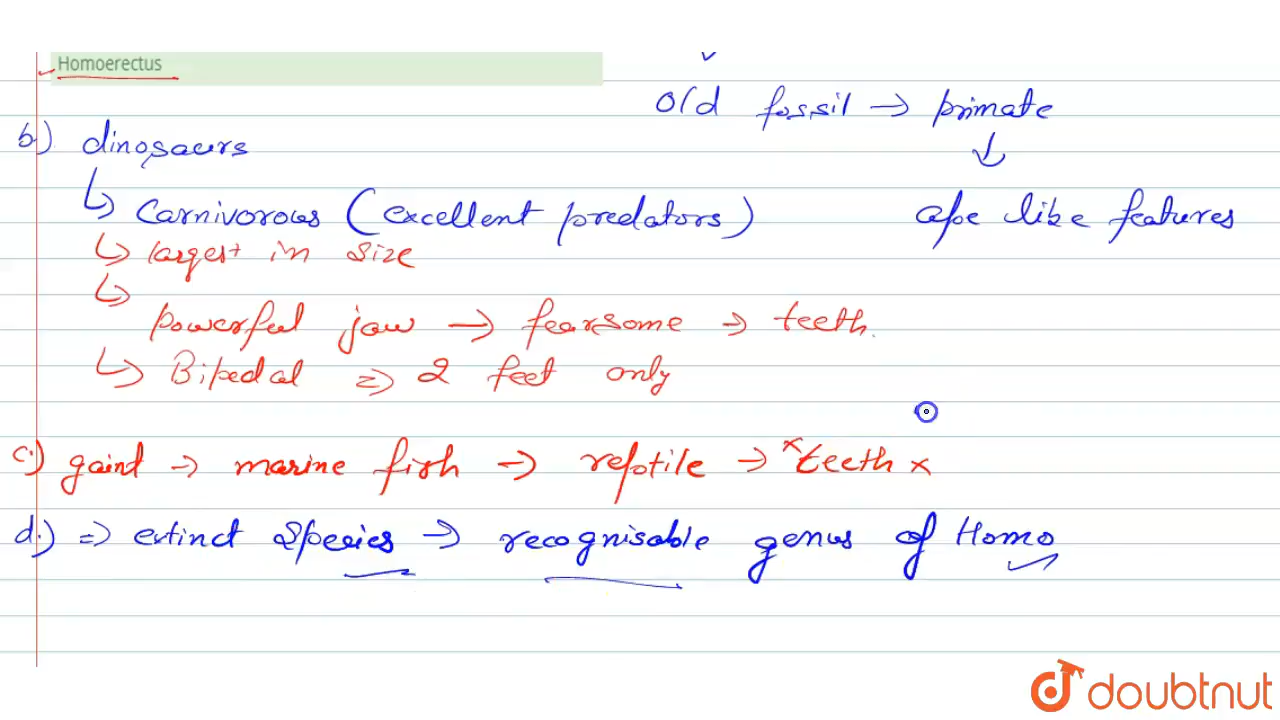 Homoerectus
old fossil → primate
↓
ape like features
b.) dinosaurs
↳ Carnivorous (excellent predators)
↳ largest in size
↳ powerful jaw → fearsome → teeth.
↳ Bipedal ⇒ 2 feet only
c.) gaint → marine fish → reptile → × teeth ×
d.) ⇒ extinct Species → recognisable genus of Homo
doubtnut